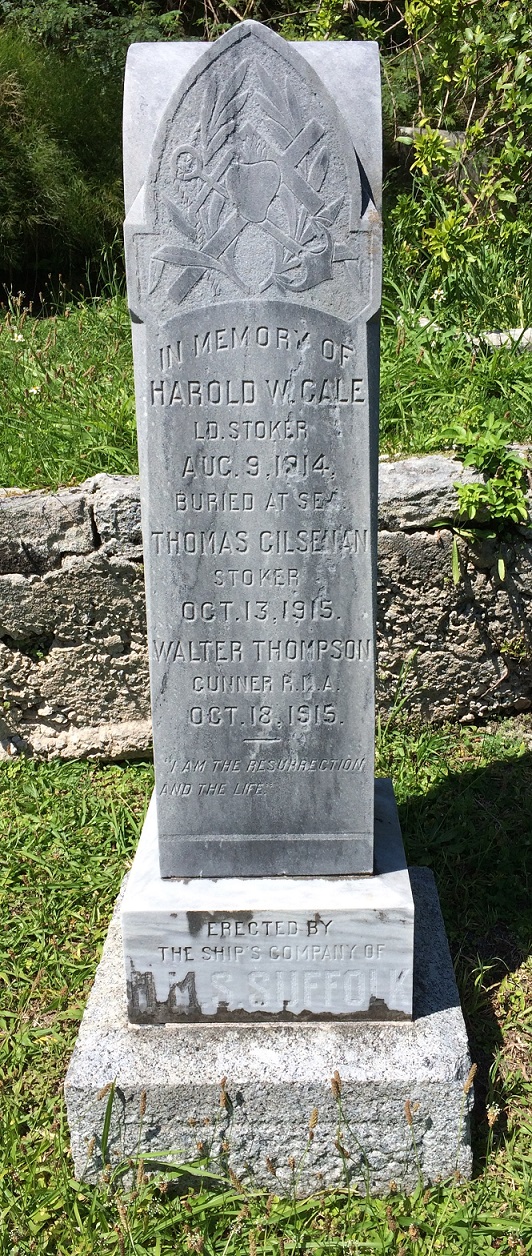 IN MEMORY OF
HAROLD W. GALE
LD. STOKER
AUG. 9, 1914,
BURIED AT SEA.
THOMAS GILSENAN
STOKER
OCT. 13, 1915.
WALTER THOMPSON
GUNNER R.M.A.
OCT. 18, 1915.
"I AM THE RESURRECTION
AND THE LIFE."
ERECTED BY
THE SHIP'S COMPANY OF
H.M.S. SUFFOLK